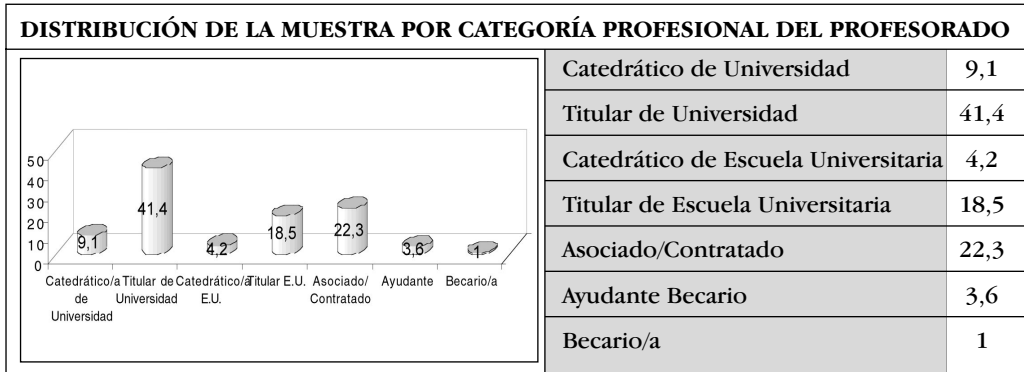 DISTRIBUCIÓN DE LA MUESTRA POR CATEGORÍA PROFESIONAL DEL PROFESORADO
50
40
30
20
10
0
9,1
41,4
4,2
18,5
22,3
3,6
1
Catedrático/a
de
Universidad
Titular de
Universidad
Catedrático/a
E.U.
Titular E.U.
Asociado/
Contratado
Ayudante
Becario/a
Catedrático de Universidad 9,1
Titular de Universidad 41,4
Catedrático de Escuela Universitaria 4,2
Titular de Escuela Universitaria 18,5
Asociado/Contratado 22,3
Ayudante Becario 3,6
Becario/a 1